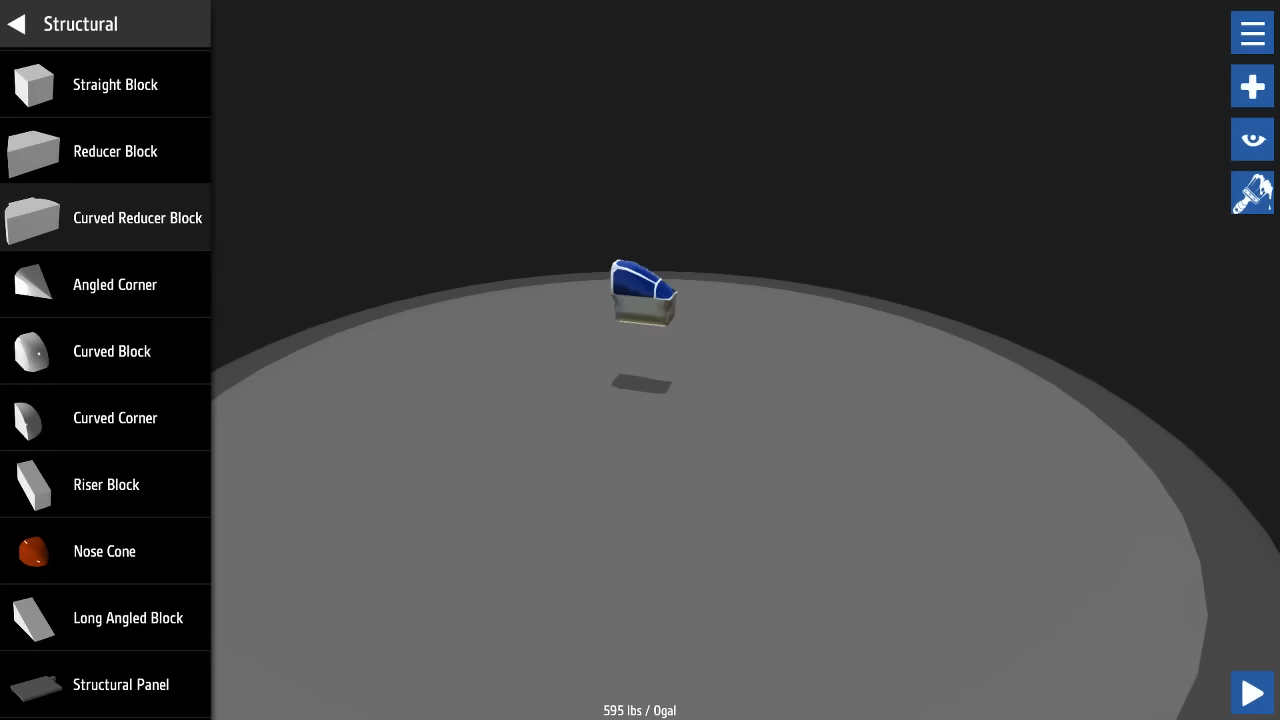 Structural
Straight Block
Reducer Block
Curved Reducer Block
Angled Corner
Curved Block
Curved Corner
Riser Block
Nose Cone
Long Angled Block
Structural Panel
595 lbs / 0gal